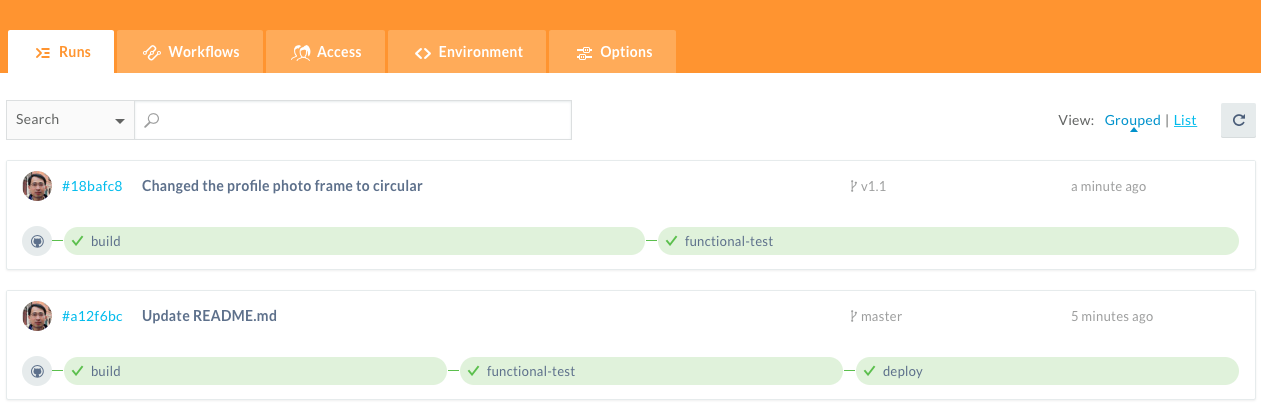 Runs Workflows Access Environment Options
Search View: Grouped | List
#18bafc8 Changed the profile photo frame to circular v1.1 a minute ago
build functional-test
#a12f6bc Update README.md master 5 minutes ago
build functional-test deploy